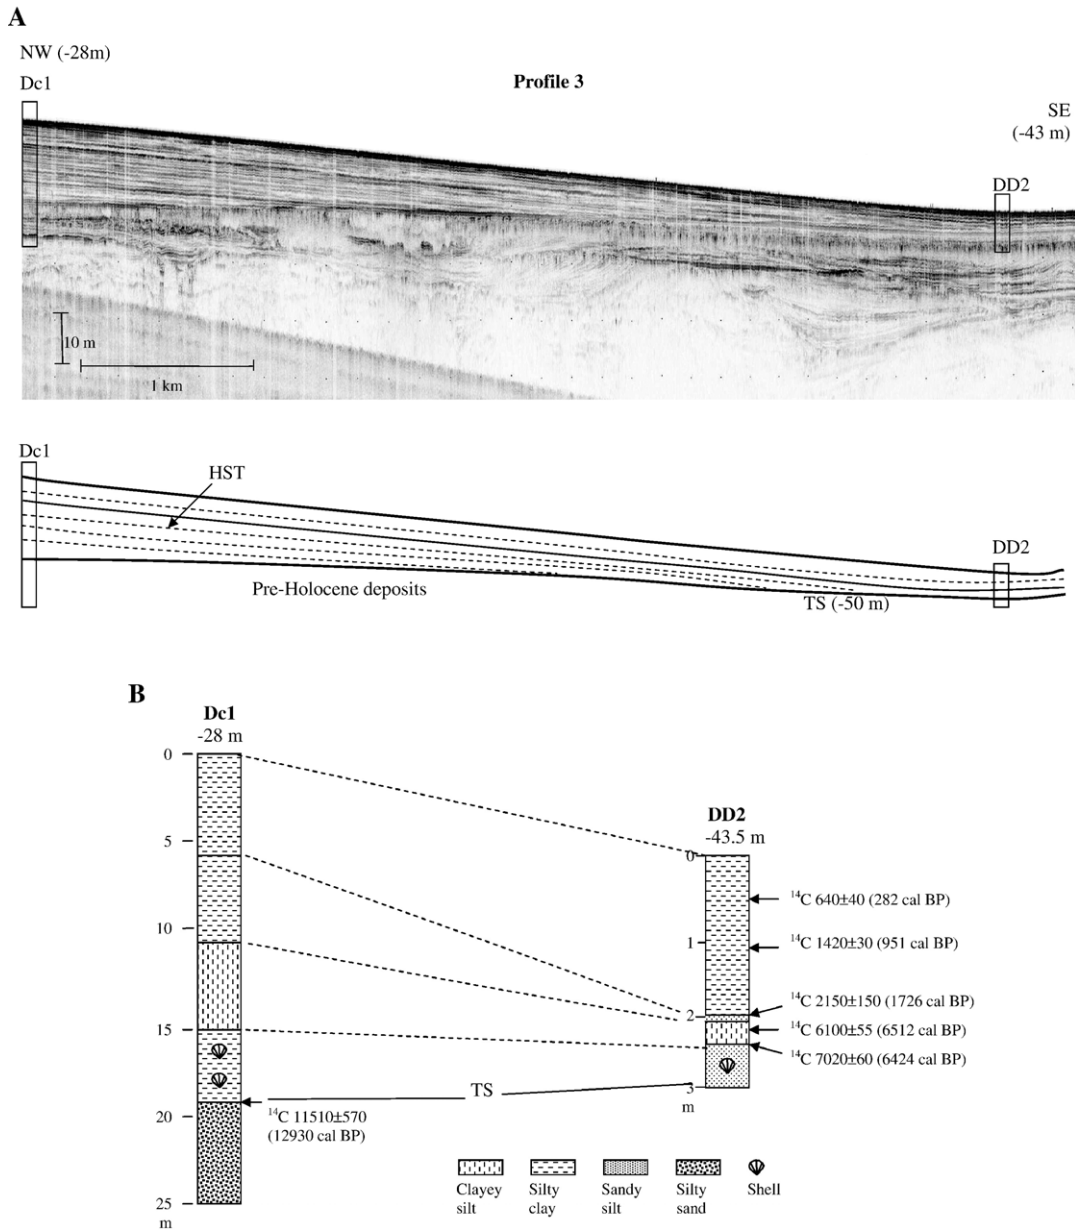 A
NW (-28m)
Dc1
Profile 3
SE
(-43 m)
DD2
10 m
1 km
Dc1
HST
DD2
Pre-Holocene deposits
TS (-50 m)
B
Dc1
-28 m
0
5
10
15
20
25
m
DD2
-43.5 m
0
1
2
3
m
¹⁴C 640±40 (282 cal BP)
¹⁴C 1420±30 (951 cal BP)
¹⁴C 2150±150 (1726 cal BP)
¹⁴C 6100±55 (6512 cal BP)
¹⁴C 7020±60 (6424 cal BP)
TS
¹⁴C 11510±570
(12930 cal BP)
Clayey
silt
Silty
clay
Sandy
silt
Silty
sand
Shell